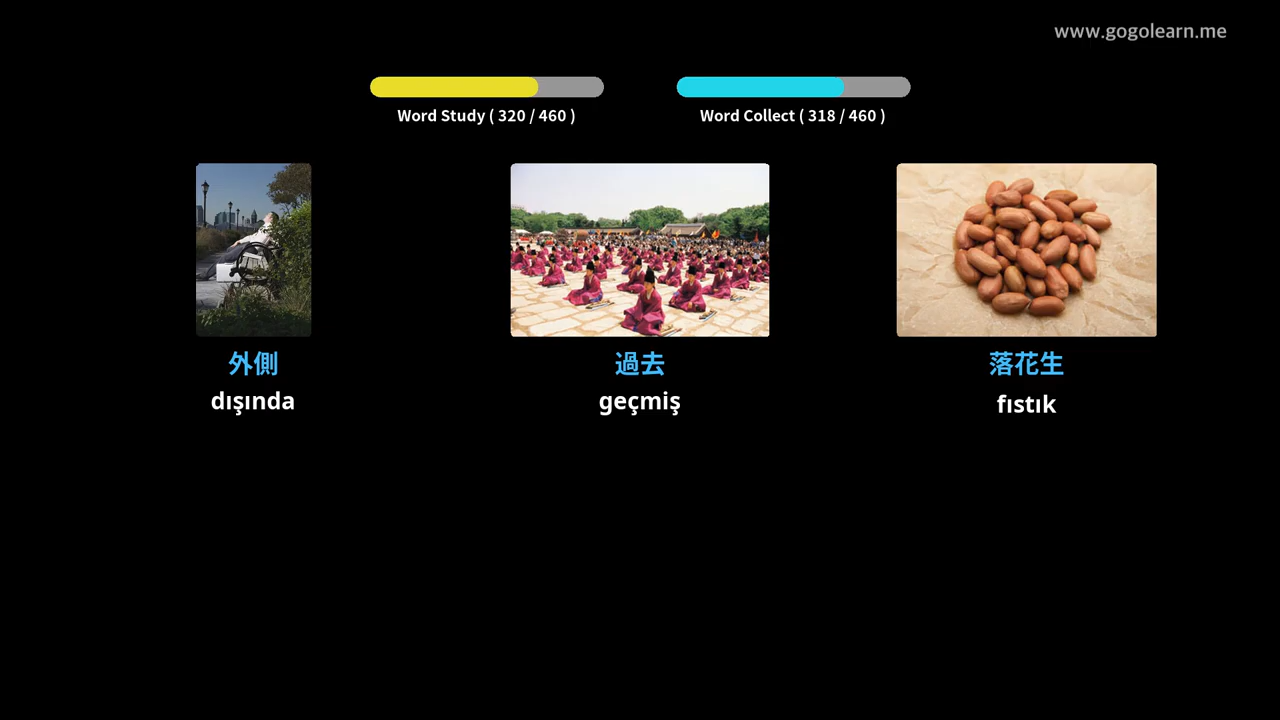 www.gogolearn.me
Word Study ( 320 / 460 )
Word Collect ( 318 / 460 )
外側
dışında
過去
geçmiş
落花生
fıstık